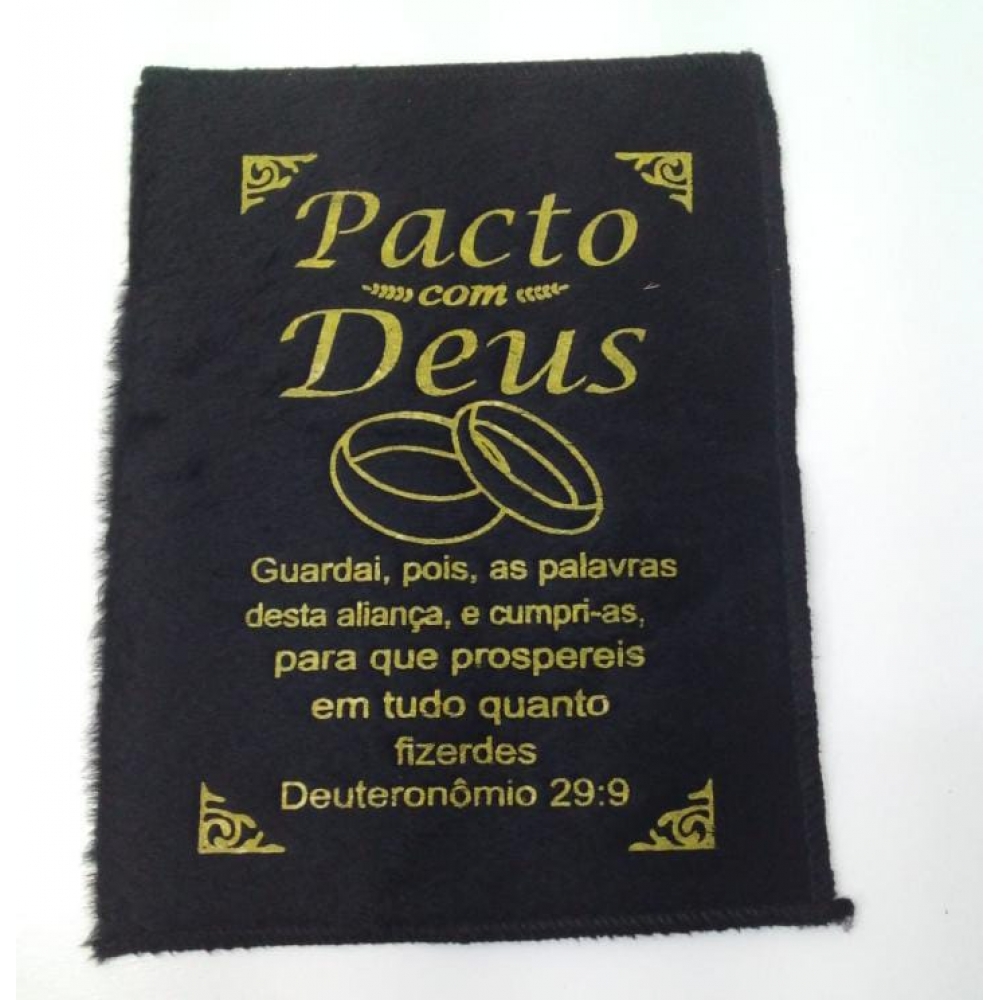 Pacto
com
Deus
Guardai, pois, as palavras
desta aliança, e cumpri-as,
para que prospereis
em tudo quanto
fizerdes
Deuteronômio 29:9